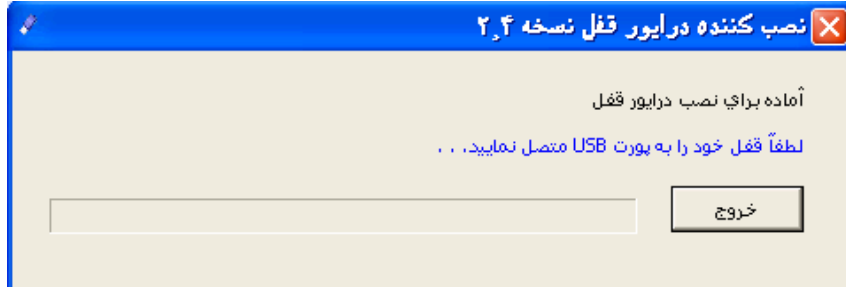 نصب کننده درايور قفل نسخه ۲٫۴
آماده براي نصب درايور قفل
لطفاً قفل خود را به پورت USB متصل نماييد. . .
خروج